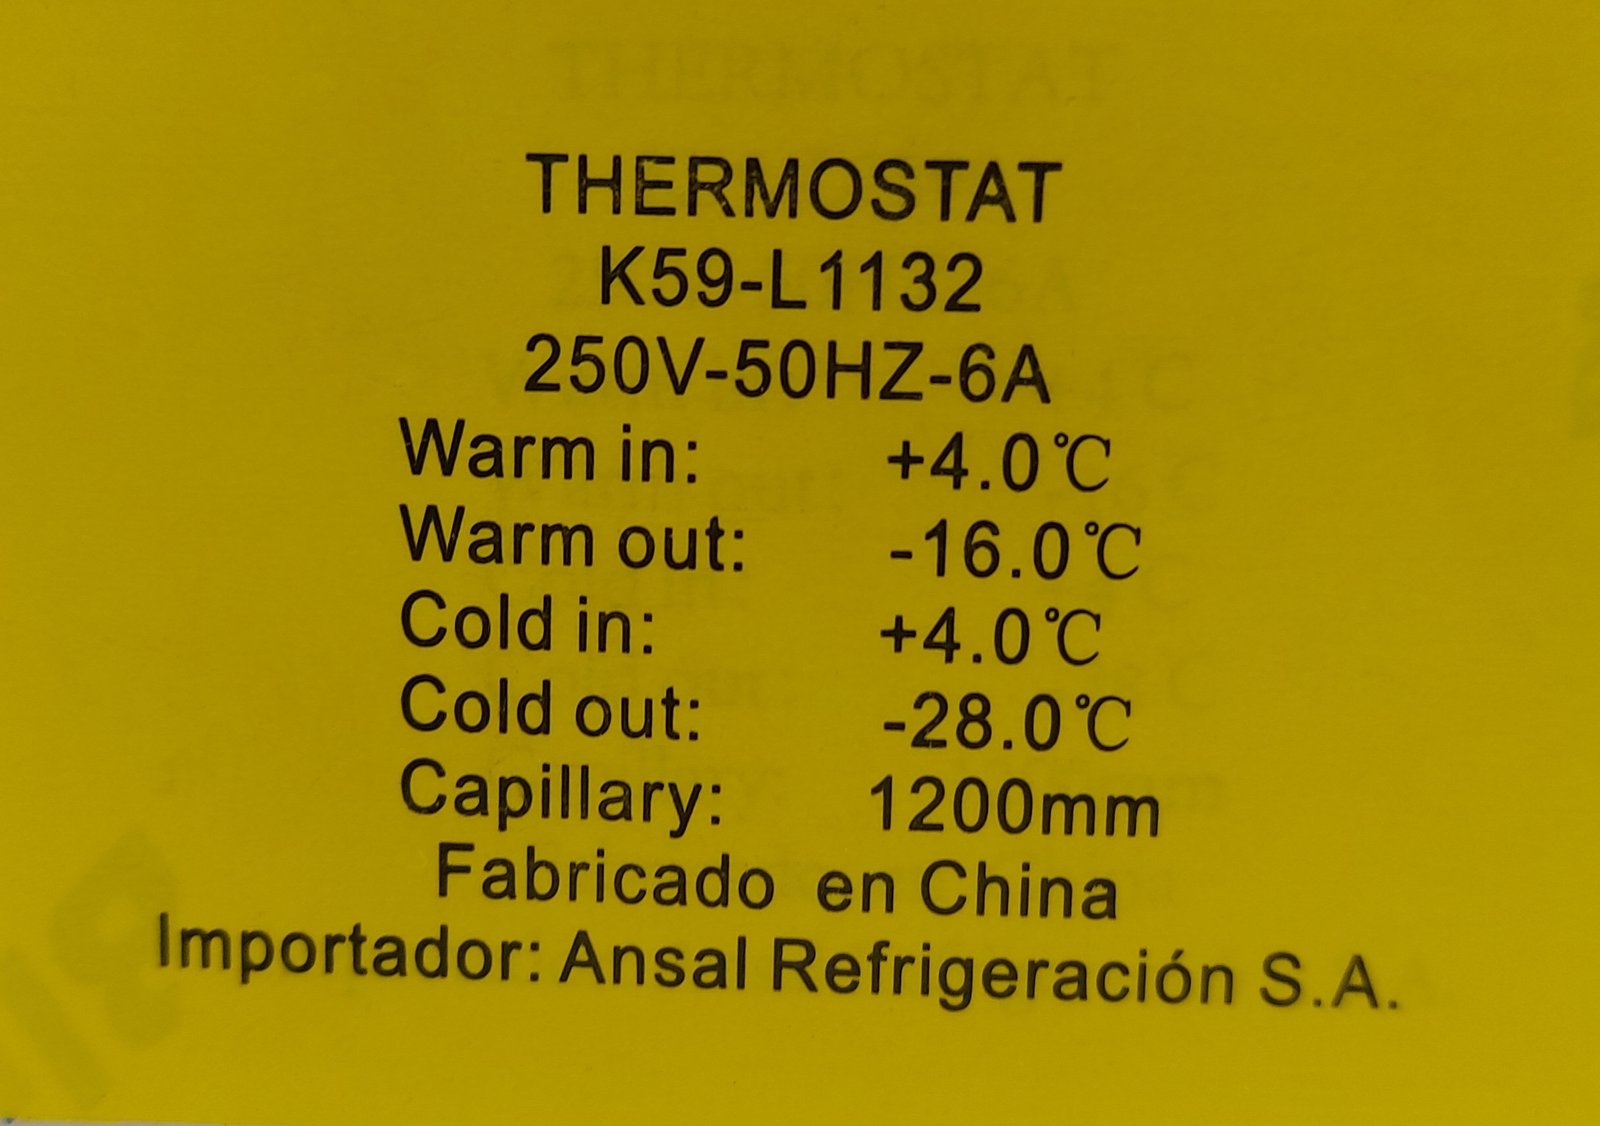 THERMOSTAT
K59-L1132
250V-50HZ-6A
Warm in: +4.0℃
Warm out: -16.0℃
Cold in: +4.0℃
Cold out: -28.0℃
Capillary: 1200mm
Fabricado en China
Importador: Ansal Refrigeración S.A.